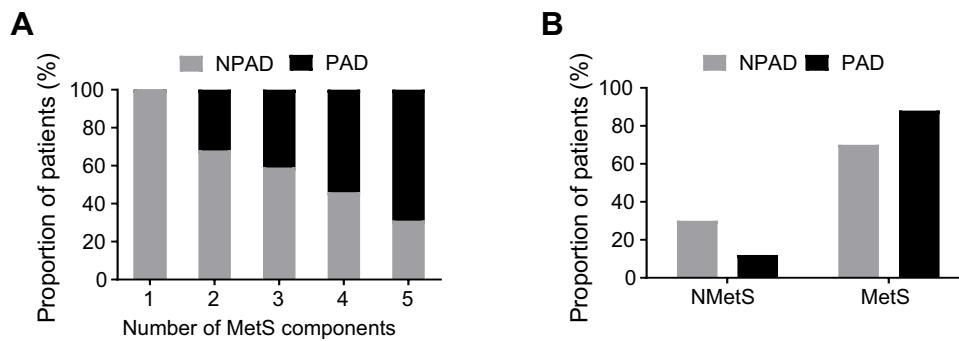 A
NPAD PAD
Proportion of patients (%)
100
80
60
40
20
0
1 2 3 4 5
Number of MetS components
B
NPAD PAD
Proportion of patients (%)
100
80
60
40
20
0
NMetS MetS